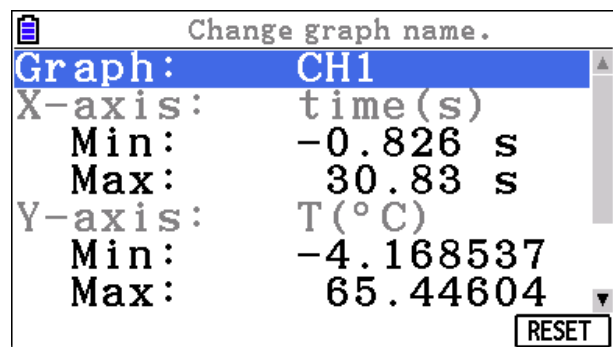 Change graph name.
Graph: CH1
X-axis: time(s)
Min: -0.826 s
Max: 30.83 s
Y-axis: T(°C)
Min: -4.168537
Max: 65.44604
RESET